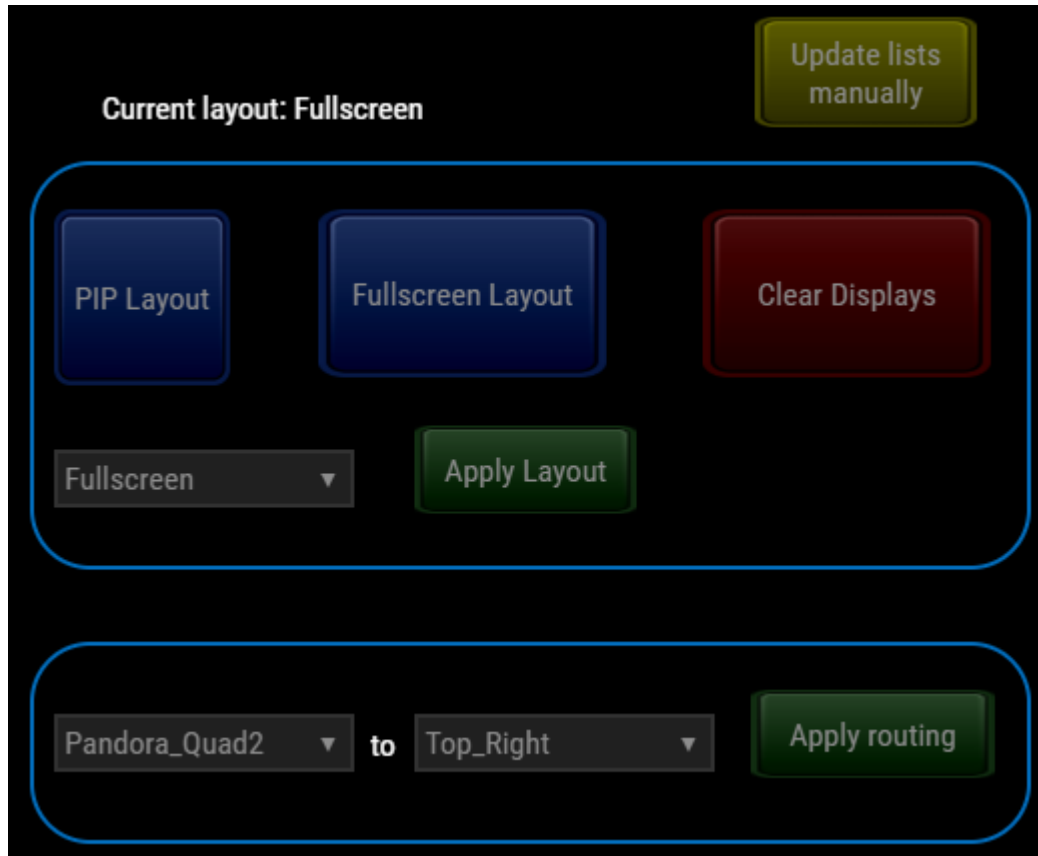 Update lists
manually
Current layout: Fullscreen
PIP Layout
Fullscreen Layout
Clear Displays
Fullscreen
Apply Layout
Pandora_Quad2
to
Top_Right
Apply routing